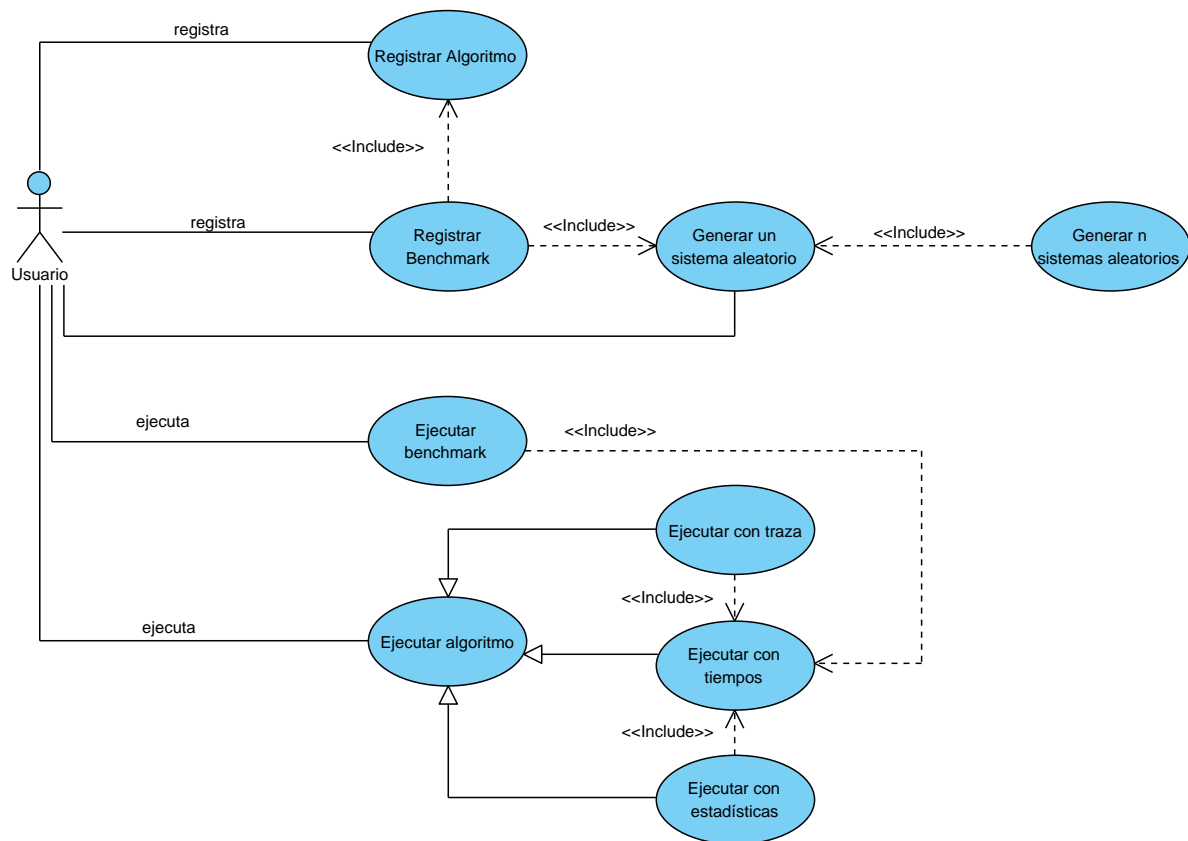 registra
Registrar Algoritmo
<<Include>>
registra
Registrar
Benchmark
<<Include>>
Generar un
sistema aleatorio
<<Include>>
Generar n
sistemas aleatorios
Usuario
ejecuta
Ejecutar
benchmark
<<Include>>
Ejecutar con traza
<<Include>>
ejecuta
Ejecutar algoritmo
Ejecutar con
tiempos
<<Include>>
Ejecutar con
estadísticas